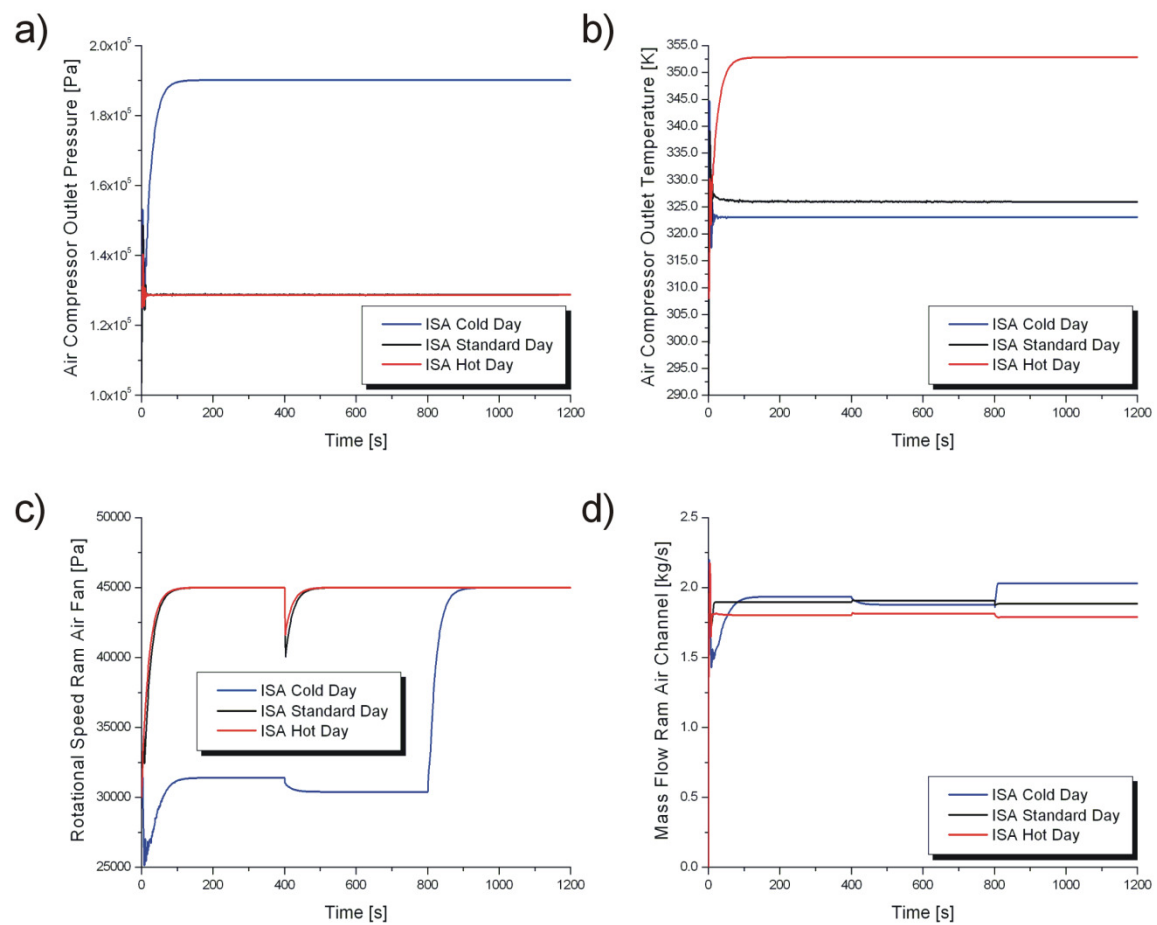 a)
Air Compressor Outlet Pressure [Pa]
2.0x10⁵
1.8x10⁵
1.6x10⁵
1.4x10⁵
1.2x10⁵
1.0x10⁵
0 200 400 600 800 1000 1200
Time [s]
ISA Cold Day
ISA Standard Day
ISA Hot Day
b)
Air Compressor Outlet Temperature [K]
355.0
350.0
345.0
340.0
335.0
330.0
325.0
320.0
315.0
310.0
305.0
300.0
295.0
290.0
0 200 400 600 800 1000 1200
Time [s]
ISA Cold Day
ISA Standard Day
ISA Hot Day
c)
Rotational Speed Ram Air Fan [Pa]
50000
45000
40000
35000
30000
25000
0 200 400 600 800 1000 1200
Time [s]
ISA Cold Day
ISA Standard Day
ISA Hot Day
d)
Mass Flow Ram Air Channel [kg/s]
2.5
2.0
1.5
1.0
0.5
0.0
0 200 400 600 800 1000 1200
Time [s]
ISA Cold Day
ISA Standard Day
ISA Hot Day